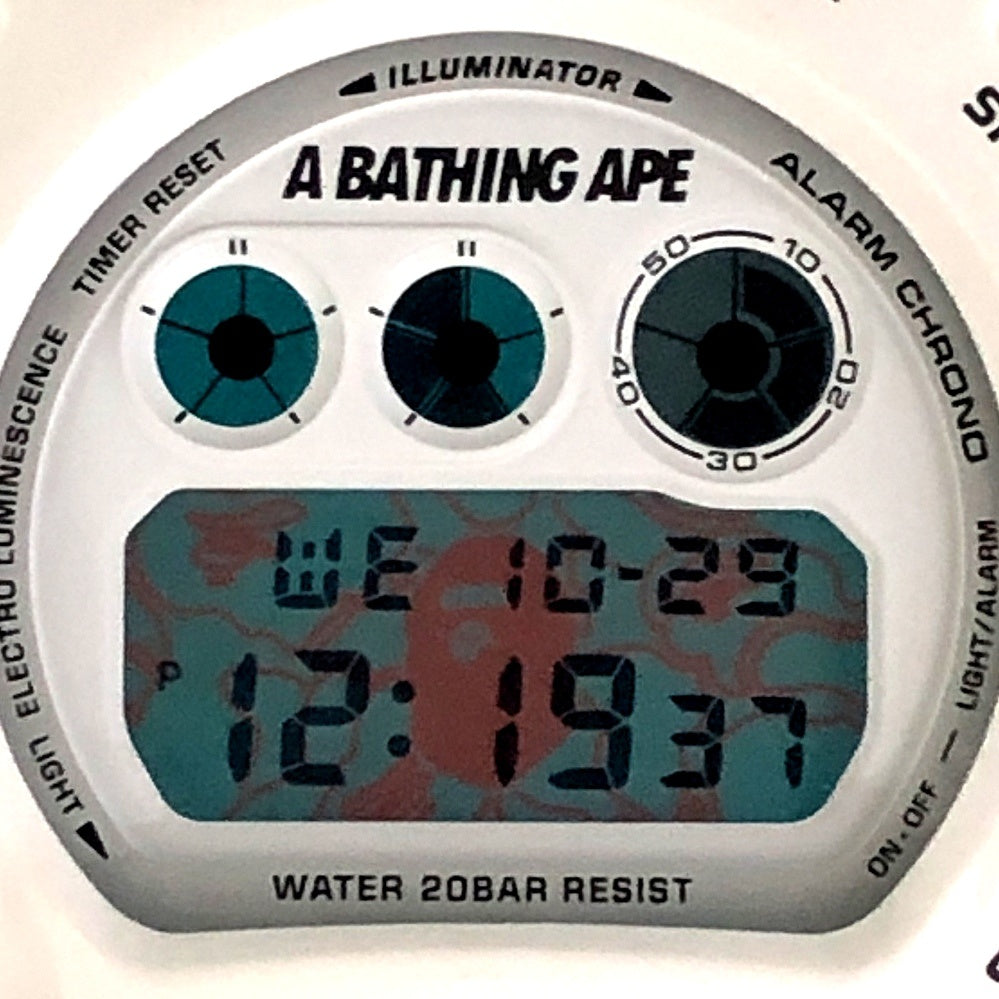 ILLUMINATOR
A BATHING APE
TIMER RESET
ALARM CHRONO
50 10
40 20
30
ELECTRO LUMINESCENCE
WE 10-29
P 12:19 37
LIGHT
LIGHT/ALARM
ON·OFF
WATER 20BAR RESIST